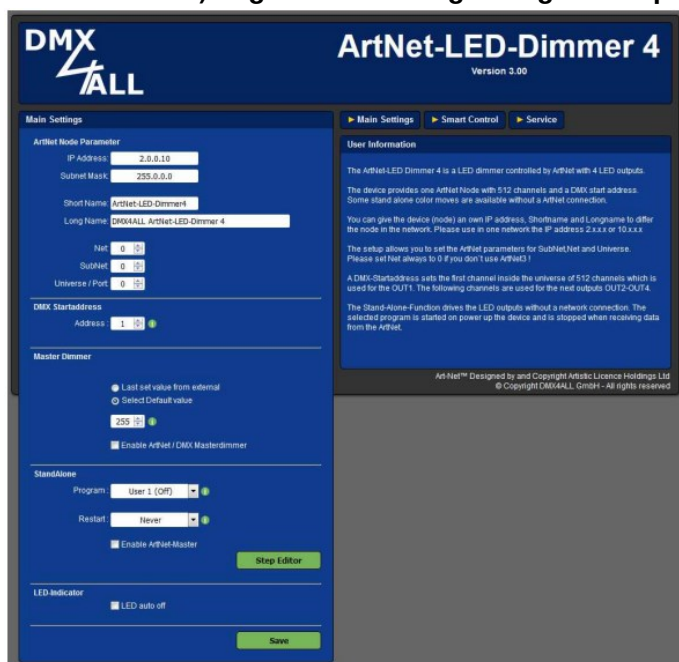 DMX
4ALL
ArtNet-LED-Dimmer 4
Version 3.00
Main Settings
ArtNet Node Parameter
IP Address: 2.0.0.10
Subnet Mask: 255.0.0.0
Short Name: ArtNet-LED-Dimmer4
Long Name: DMX4ALL ArtNet-LED-Dimmer 4
Net: 0
SubNet: 0
Universe / Port: 0
DMX Startaddress
Address: 1
Master Dimmer
Last set value from external
Select Default value
255
Enable ArtNet / DMX Masterdimmer
StandAlone
Program: User 1 (Off)
Restart: Never
Enable ArtNet-Master
Step Editor
LED-Indicator
LED auto off
Save
Main Settings
Smart Control
Service
User Information
The ArtNet-LED Dimmer 4 is a LED dimmer controlled by ArtNet with 4 LED outputs.
The device provides one ArtNet Node with 512 channels and a DMX start address.
Some stand alone color moves are available without a ArtNet connection.
You can give the device (node) an own IP address, Shortname and Longname to differ
the node in the network. Please use in one network the IP address 2.x.x.x or 10.x.x.x
The setup allows you to set the ArtNet parameters for SubNet,Net and Universe.
Please set Net always to 0 if you don´t use ArtNet3 !
A DMX-Startaddress sets the first channel inside the universe of 512 channels which is
used for the OUT1. The following channels are used for the next outputs OUT2-OUT4.
The Stand-Alone-Function drives the LED outputs without a network connection. The
selected program is started on power up the device and is stopped when receiving data
from the ArtNet.
Art-Net™ Designed by and Copyright Artistic Licence Holdings Ltd
© Copyright DMX4ALL GmbH - All rights reserved